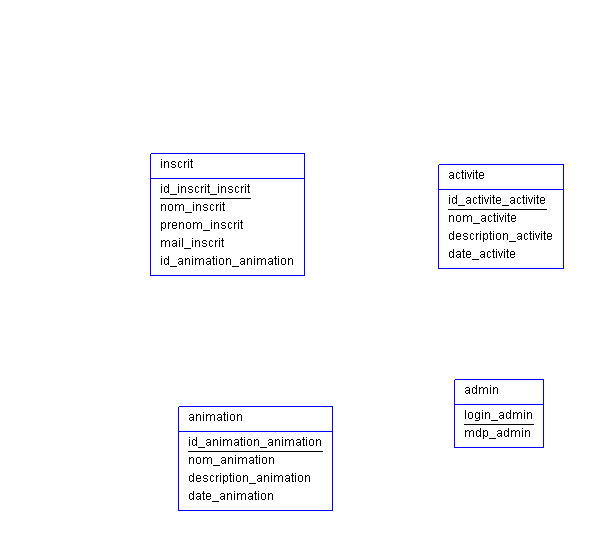 inscrit
id_inscrit_inscrit
nom_inscrit
prenom_inscrit
mail_inscrit
id_animation_animation
activite
id_activite_activite
nom_activite
description_activite
date_activite
animation
id_animation_animation
nom_animation
description_animation
date_animation
admin
login_admin
mdp_admin